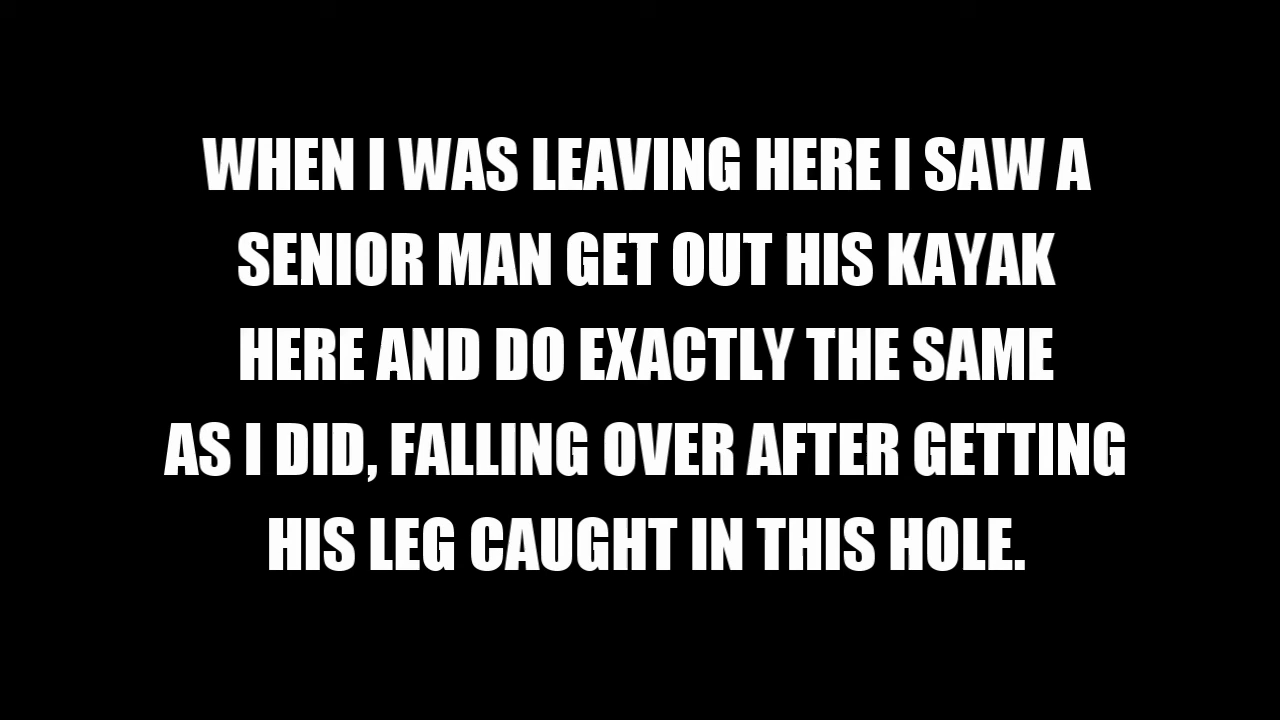 WHEN I WAS LEAVING HERE I SAW A
SENIOR MAN GET OUT HIS KAYAK
HERE AND DO EXACTLY THE SAME
AS I DID, FALLING OVER AFTER GETTING
HIS LEG CAUGHT IN THIS HOLE.